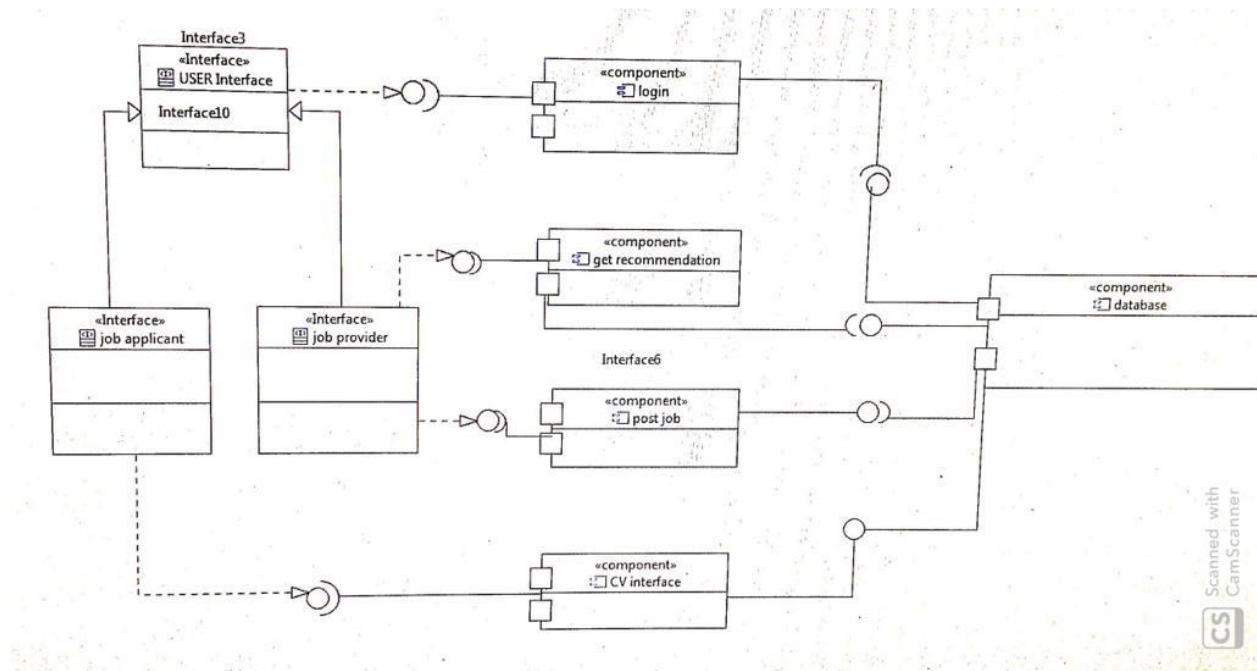 Interface3
«Interface»
USER Interface
Interface10
«component»
login
«component»
get recommendation
«Interface»
job applicant
«Interface»
job provider
«component»
database
Interface6
«component»
post job
«component»
CV interface
CS
Scanned with
CamScanner